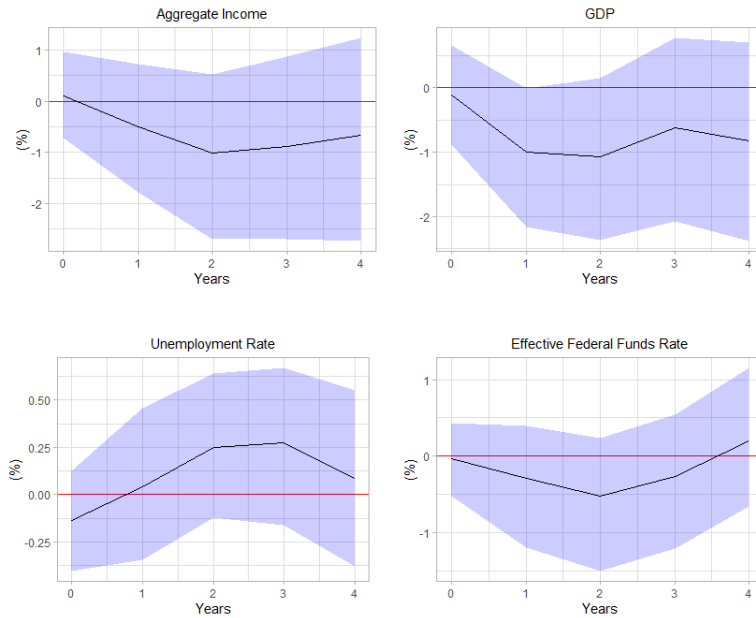 Aggregate Income
(%)
1
0
-1
-2
0 1 2 3 4
Years
GDP
(%)
0
-1
-2
0 1 2 3 4
Years
Unemployment Rate
(%)
0.50
0.25
0.00
-0.25
0 1 2 3 4
Years
Effective Federal Funds Rate
(%)
1
0
-1
0 1 2 3 4
Years